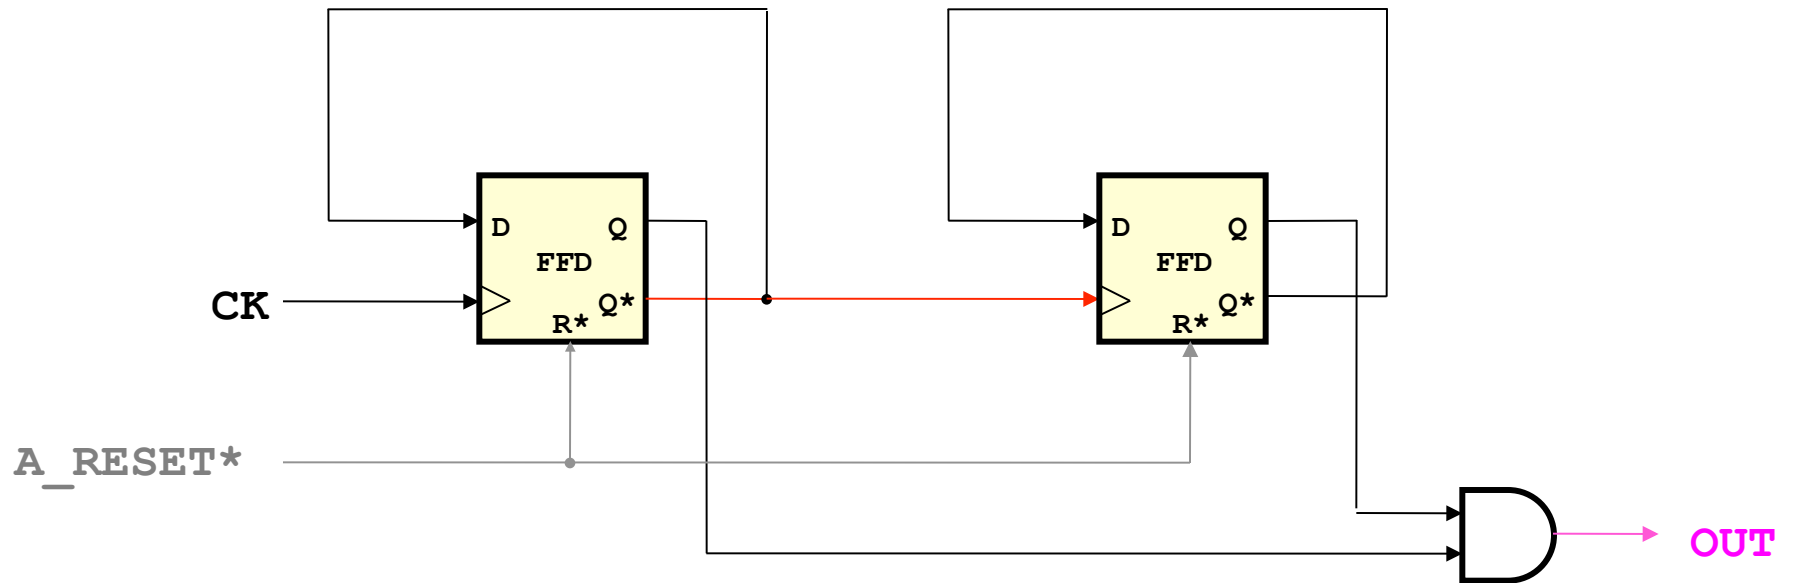 D Q
FFD
Q*
R*
D Q
FFD
Q*
R*
CK
A_RESET*
OUT